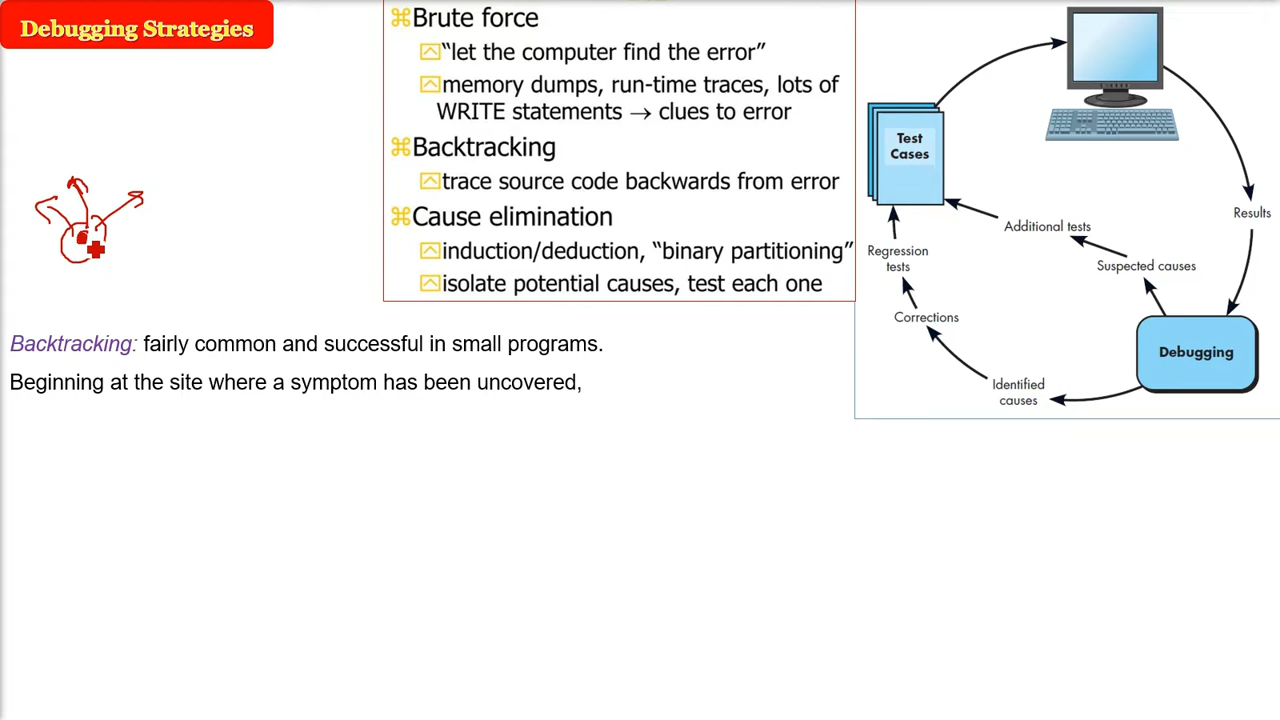 Debugging Strategies
Brute force
“let the computer find the error”
memory dumps, run-time traces, lots of
WRITE statements → clues to error
Backtracking
trace source code backwards from error
Cause elimination
induction/deduction, “binary partitioning”
isolate potential causes, test each one
Test
Cases
Results
Additional tests
Suspected causes
Regression
tests
Corrections
Identified
causes
Debugging
Backtracking: fairly common and successful in small programs.
Beginning at the site where a symptom has been uncovered,